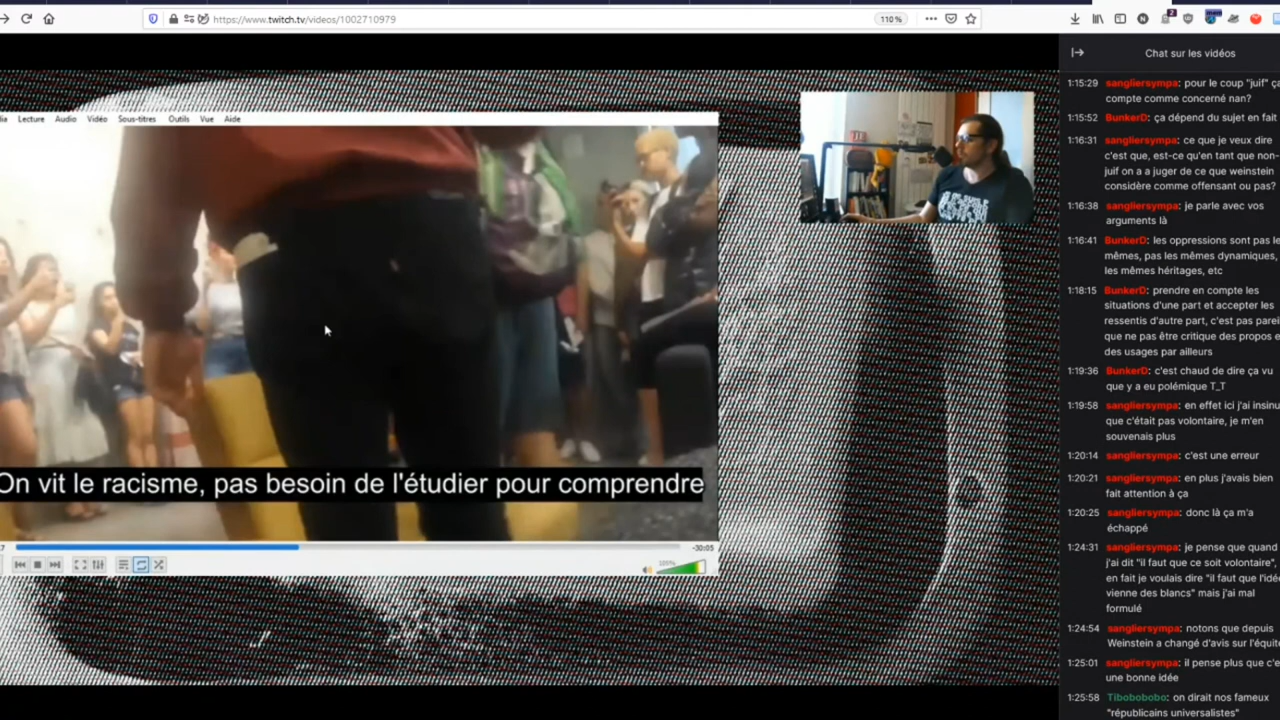 https://www.twitch.tv/videos/1002710979
110%
Chat sur les vidéos
Lecture Audio Vidéo Sous-titres Outils Vue Aide
On vit le racisme, pas besoin de l'étudier pour comprendre
-30:05
1:15:29 sangliersympa: pour le coup "juif" ça
compte comme concerné nan?
1:15:52 BunkerD: ça dépend du sujet en fait
1:16:31 sangliersympa: ce que je veux dire
c'est que, est-ce qu'en tant que non-
juif on a a juger de ce que weinstein
considère comme offensant ou pas?
1:16:38 sangliersympa: je parle avec vos
arguments là
1:16:41 BunkerD: les oppressions sont pas le
mêmes, pas les mêmes dynamiques,
les mêmes héritages, etc
1:18:15 BunkerD: prendre en compte les
situations d'une part et accepter les
ressentis d'autre part, c'est pas parei
que ne pas être critique des propos e
des usages par ailleurs
1:19:36 BunkerD: c'est chaud de dire ça vu
que y a eu polémique T_T
1:19:58 sangliersympa: en effet ici j'ai insinu
que c'était pas volontaire, je m'en
souvenais plus
1:20:14 sangliersympa: c'est une erreur
1:20:21 sangliersympa: en plus j'avais bien
fait attention à ça
1:20:25 sangliersympa: donc là ça m'a
échappé
1:24:31 sangliersympa: je pense que quand
j'ai dit "il faut que ce soit volontaire",
en fait je voulais dire "il faut que l'idé
vienne des blancs" mais j'ai mal
formulé
1:24:54 sangliersympa: notons que depuis
Weinstein a changé d'avis sur l'équit
1:25:01 sangliersympa: il pense plus que c'e
une bonne idée
1:25:58 Tibobobobo: on dirait nos fameux
"républicains universalistes"